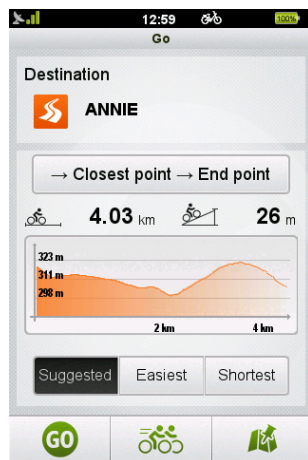 12:59 100%
Go
Destination
ANNIE
→ Closest point → End point
4.03 km 26 m
323 m
311 m
298 m
2 km 4 km
Suggested Easiest Shortest
GO